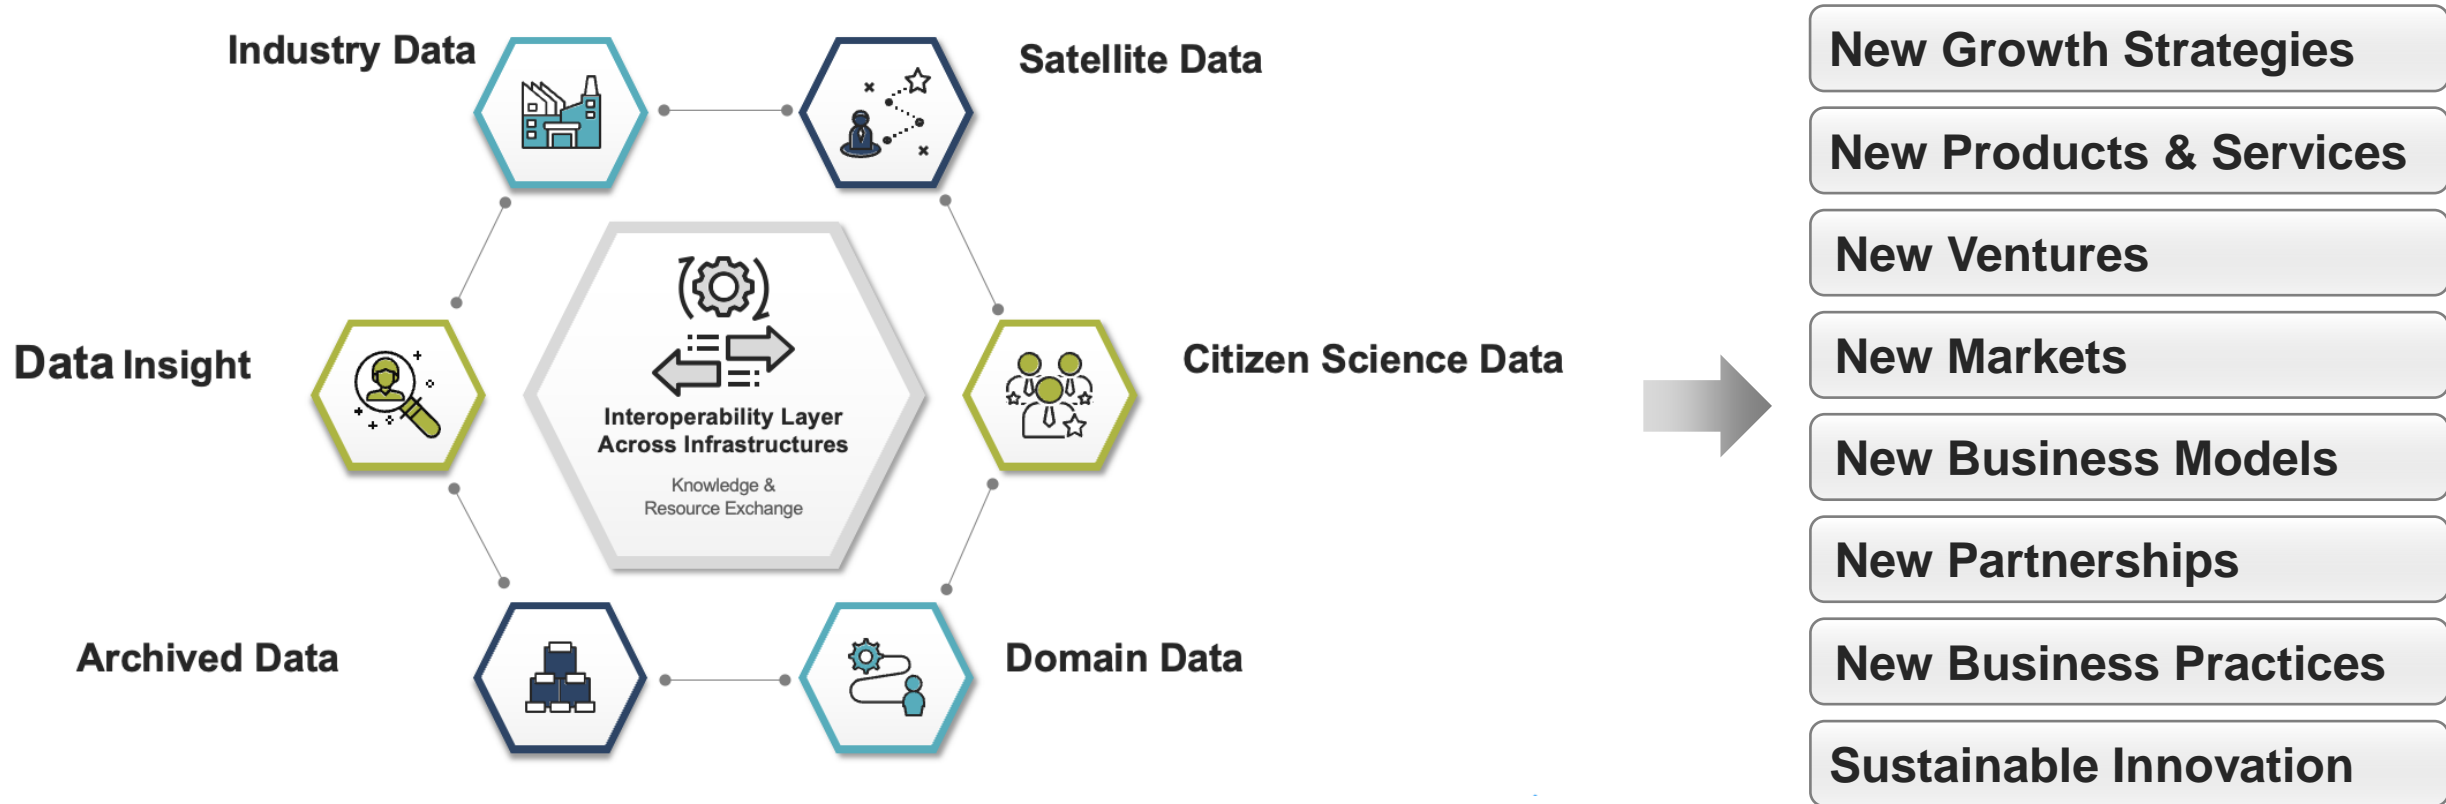 Industry Data
Satellite Data
Data Insight
Interoperability Layer
Across Infrastructures
Knowledge &
Resource Exchange
Citizen Science Data
Archived Data
Domain Data
New Growth Strategies
New Products & Services
New Ventures
New Markets
New Business Models
New Partnerships
New Business Practices
Sustainable Innovation